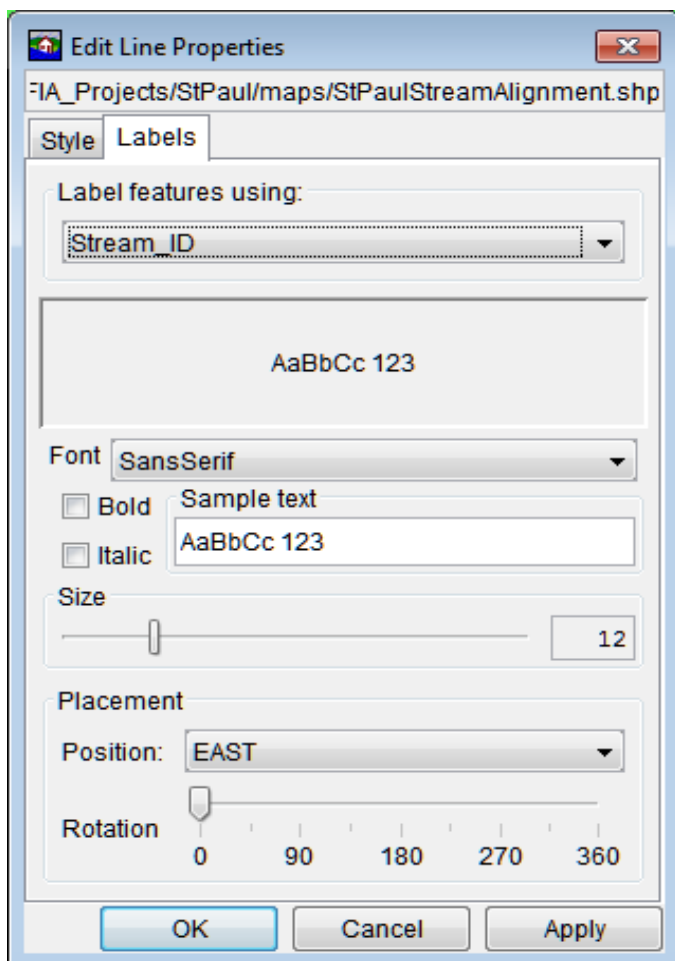 Edit Line Properties
FIA_Projects/StPaul/maps/StPaulStreamAlignment.shp
Style Labels
Label features using:
Stream_ID
AaBbCc 123
Font SansSerif
Bold Sample text
Italic AaBbCc 123
Size
12
Placement
Position: EAST
Rotation
0 90 180 270 360
OK Cancel Apply